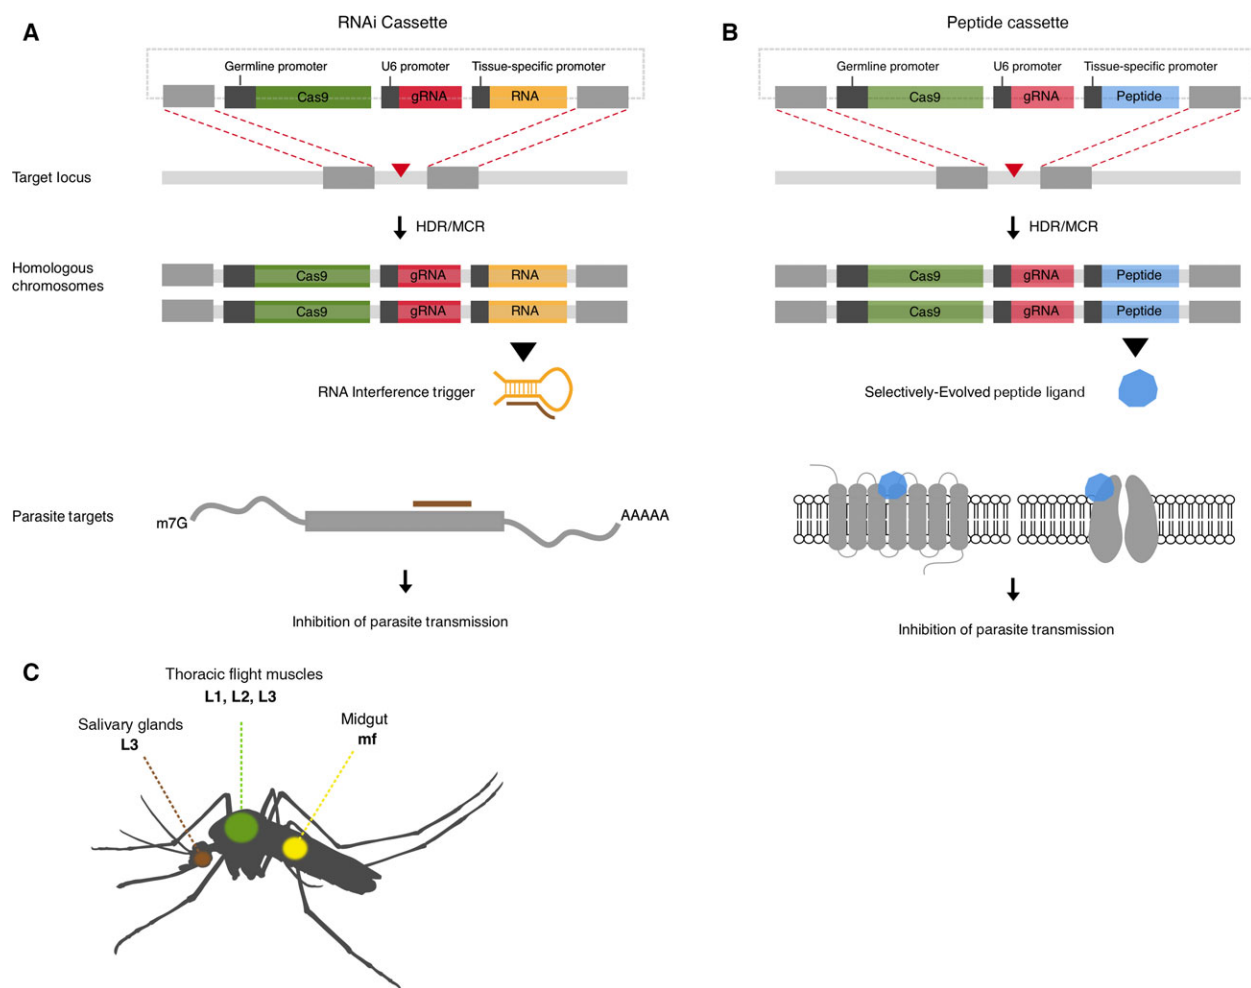 A
RNAi Cassette
Germline promoter
U6 promoter
Tissue-specific promoter
Cas9
gRNA
RNA
Target locus
HDR/MCR
Homologous
chromosomes
Cas9
gRNA
RNA
Cas9
gRNA
RNA
RNA Interference trigger
Parasite targets
m7G
AAAAA
Inhibition of parasite transmission
B
Peptide cassette
Germline promoter
U6 promoter
Tissue-specific promoter
Cas9
gRNA
Peptide
HDR/MCR
Cas9
gRNA
Peptide
Cas9
gRNA
Peptide
Selectively-Evolved peptide ligand
Inhibition of parasite transmission
C
Thoracic flight muscles
L1, L2, L3
Salivary glands
L3
Midgut
mf